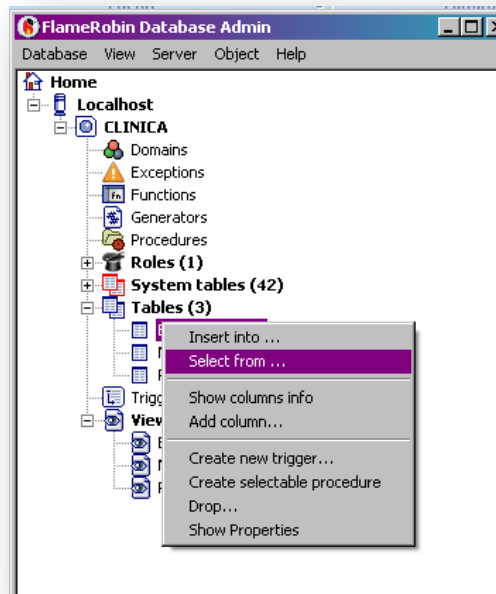 FlameRobin Database Admin
Database View Server Object Help
Home
Localhost
CLINICA
Domains
Exceptions
fn Functions
Generators
Procedures
Roles (1)
System tables (42)
Tables (3)
Insert into ...
Select from ...
Show columns info
Add column...
Create new trigger...
Create selectable procedure
Drop...
Show Properties